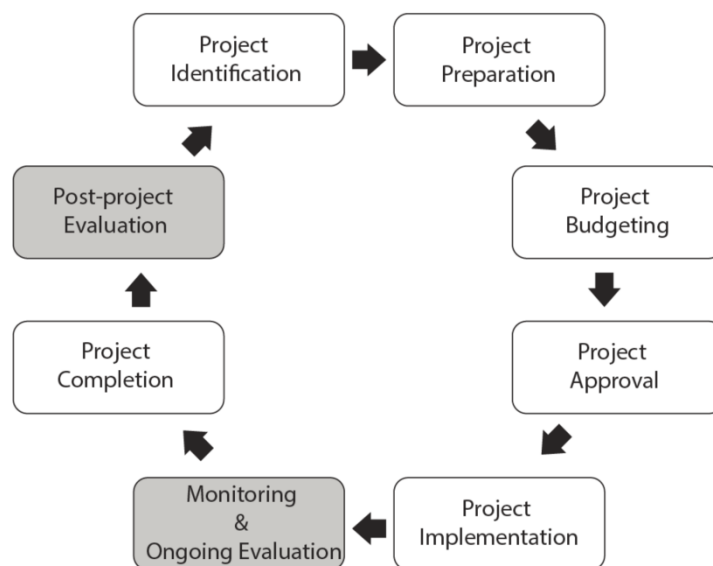 Project
Identification
Project
Preparation
Project
Budgeting
Project
Approval
Project
Implementation
Monitoring
&
Ongoing Evaluation
Project
Completion
Post-project
Evaluation